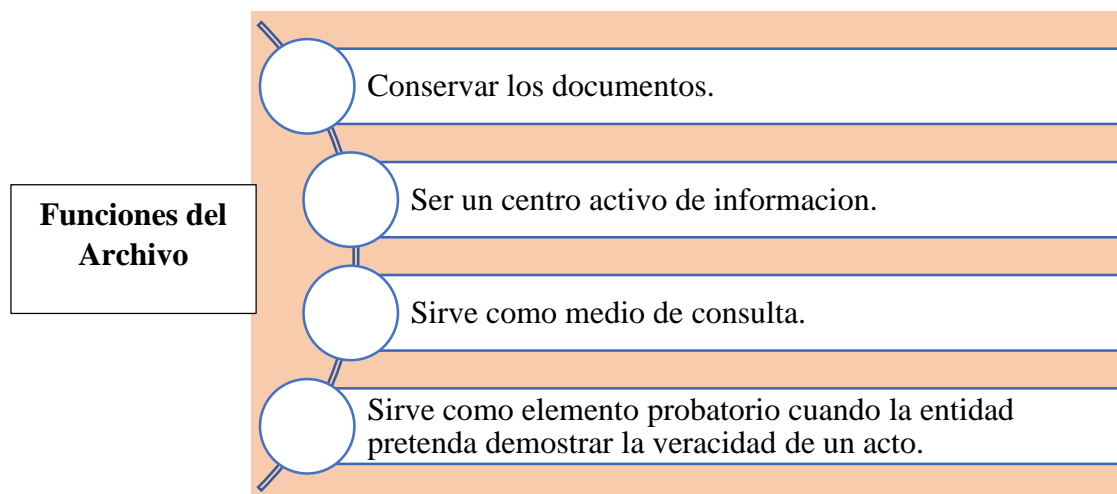 Funciones del
Archivo
Conservar los documentos.
Ser un centro activo de informacion.
Sirve como medio de consulta.
Sirve como elemento probatorio cuando la entidad
pretenda demostrar la veracidad de un acto.